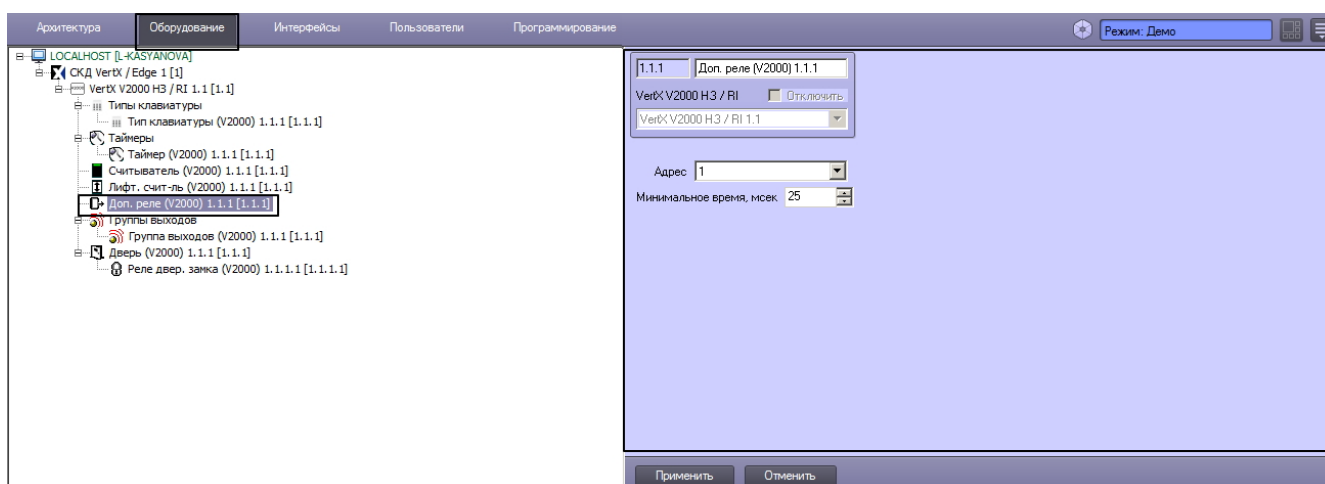 Архитектура Оборудование Интерфейсы Пользователи Программирование Режим: Демо
LOCALHOST [L-KASYANOVA]
СКД VertX / Edge 1 [1]
VertX V2000 НЗ / RI 1.1 [1.1]
Типы клавиатуры
Тип клавиатуры (V2000) 1.1.1 [1.1.1]
Таймеры
Таймер (V2000) 1.1.1 [1.1.1]
Считыватель (V2000) 1.1.1 [1.1.1]
Лифт. счит-ль (V2000) 1.1.1 [1.1.1]
Доп. реле (V2000) 1.1.1 [1.1.1]
Группы выходов
Группа выходов (V2000) 1.1.1 [1.1.1]
Дверь (V2000) 1.1.1 [1.1.1]
Реле двер. замка (V2000) 1.1.1.1 [1.1.1.1]
1.1.1 Доп. реле (V2000) 1.1.1
VertX V2000 НЗ / RI Отключить
VertX V2000 НЗ / RI 1.1
Адрес 1
Минимальное время, мсек 25
Применить Отменить